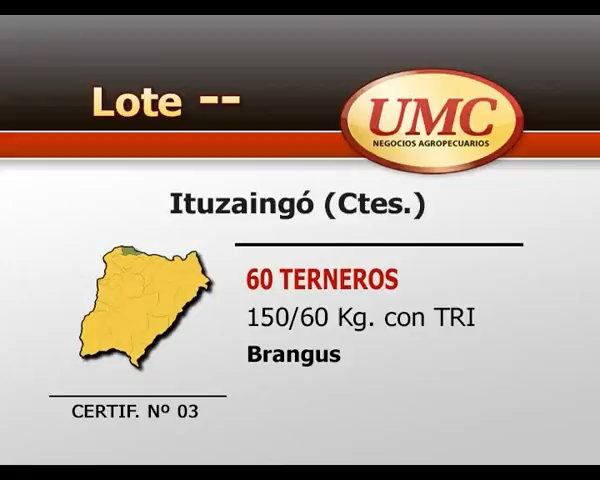 Lote --
UMC
NEGOCIOS AGROPECUARIOS
Ituzaingó (Ctes.)
60 TERNEROS
150/60 Kg. con TRI
Brangus
CERTIF. Nº 03